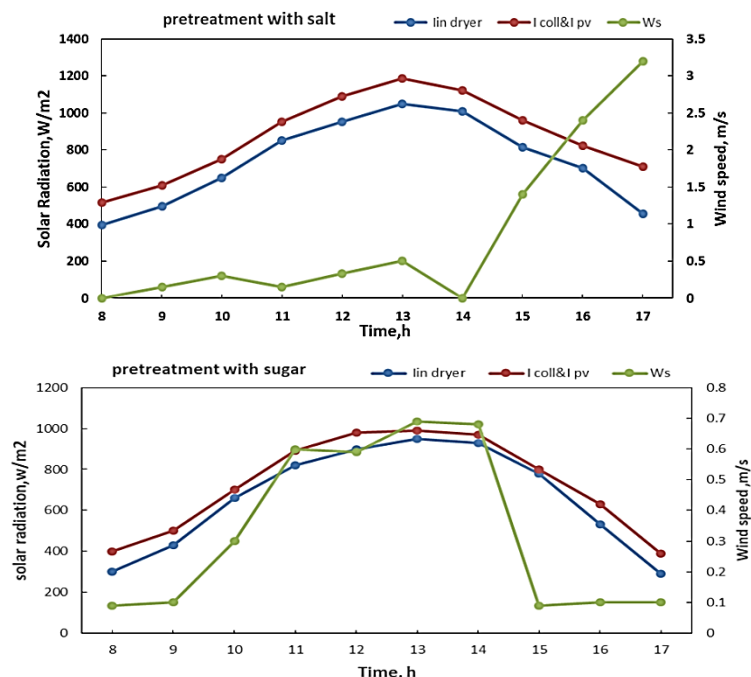 pretreatment with salt
Iin dryer I coll&I pv Ws
Solar Radiation,W/m2
1400
1200
1000
800
600
400
200
0
3.5
3
2.5
2
1.5
1
0.5
0
Wind speed, m/s
8 9 10 11 12 13 14 15 16 17
Time,h
pretreatment with sugar
Iin dryer I coll&I pv Ws
solar radiation,w/m2
1200
1000
800
600
400
200
0
0.8
0.7
0.6
0.5
0.4
0.3
0.2
0.1
0
Wind speed ,m/s
8 9 10 11 12 13 14 15 16 17
Time, h